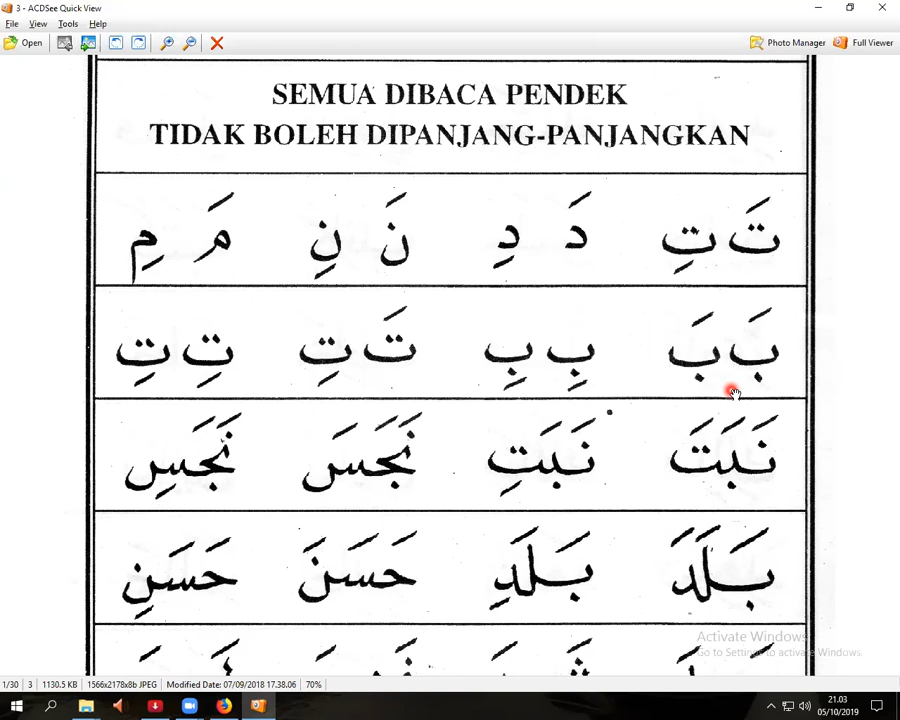 3 - ACDSee Quick View
File View Tools Help
Open Photo Manager Full Viewer
SEMUA DIBACA PENDEK
TIDAK BOLEH DIPANJANG-PANJANGKAN
تَ تِ دَ دِ نَ نِ مَ مِ
بَ بَ بِ بِ تَ تِ تِ تِ
نَبَتَ نَبَتِ نَجَسَ نَجَسِ
بَلَدَ بَلَدِ حَسَنَ حَسَنِ
Activate Windows
Go to Settings to activate Windows.
1/30 3 1130.5 KB 1566x2178x8b JPEG Modified Date: 07/09/2018 17.38.06 70%
21.03
05/10/2019